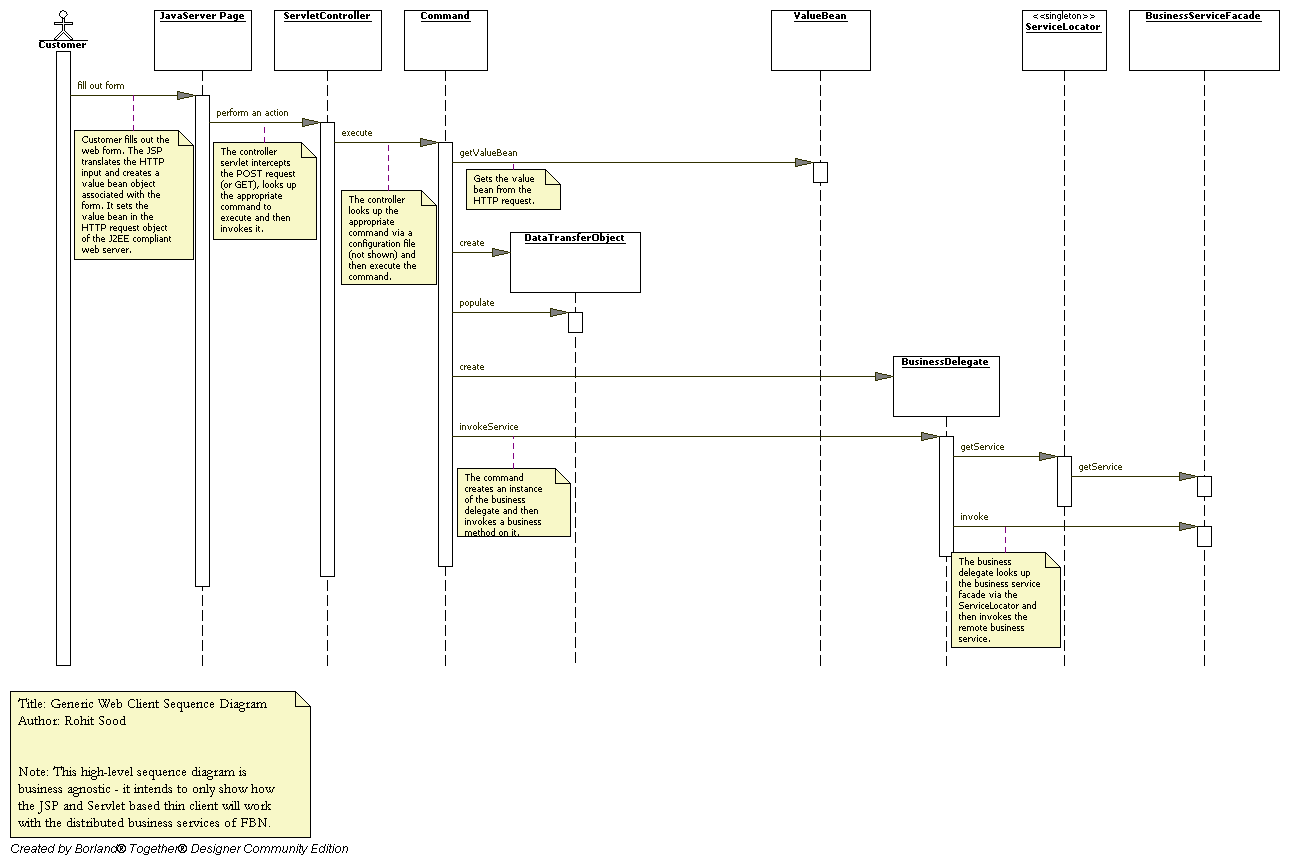 JavaServer Page
ServletController
Command
ValueBean
<<singleton>>
ServiceLocator
BusinessServiceFacade
Customer
fill out form
perform an action
execute
getValueBean
Customer fills out the
web form. The JSP
translates the HTTP
input and creates a
value bean object
associated with the
form. It sets the
value bean in the
HTTP request object
of the J2EE compliant
web server.
The controller
servlet intercepts
the POST request
(or GET), looks up
the appropriate
command to
execute and then
invokes it.
The controller
looks up the
appropriate
command via a
configuration file
(not shown) and
then execute the
command.
Gets the value
bean from the
HTTP request.
create
DataTransferObject
populate
create
BusinessDelegate
invokeService
getService
getService
The command
creates an instance
of the business
delegate and then
invokes a business
method on it.
invoke
The business
delegate looks up
the business service
facade via the
ServiceLocator and
then invokes the
remote business
service.
Title: Generic Web Client Sequence Diagram
Author: Rohit Sood
Note: This high-level sequence diagram is
business agnostic - it intends to only show how
the JSP and Servlet based thin client will work
with the distributed business services of FBN.
Created by Borland® Together® Designer Community Edition